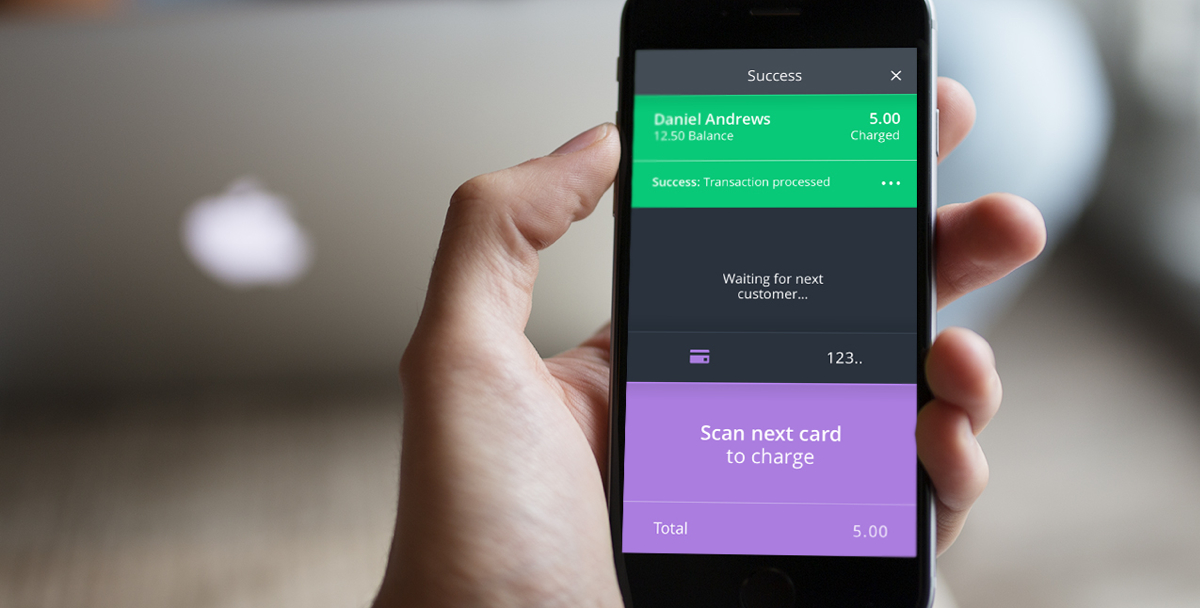 Success ×
Daniel Andrews 5.00
12.50 Balance Charged
Success: Transaction processed ...
Waiting for next
customer...
123..
Scan next card
to charge
Total 5.00